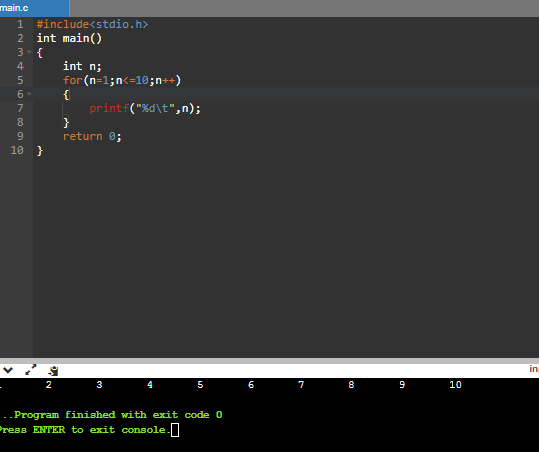 main.c
1 #include<stdio.h>
2 int main()
3 {
4 int n;
5 for(n=1;n<=10;n++)
6 {
7 printf("%d\t",n);
8 }
9 return 0;
10 }
2 3 4 5 6 7 8 9 10
...Program finished with exit code 0
Press ENTER to exit console.